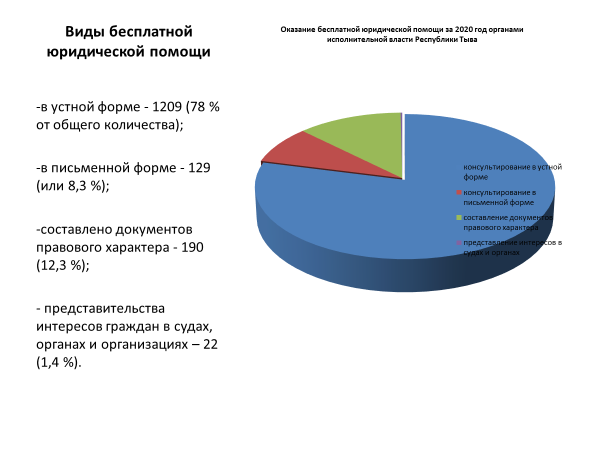 Виды бесплатной
юридической помощи
-в устной форме - 1209 (78 %
от общего количества);
-в письменной форме - 129
(или 8,3 %);
-составлено документов
правового характера - 190
(12,3 %);
- представительства
интересов граждан в судах,
органах и организациях – 22
(1,4 %).
Оказание бесплатной юридической помощи за 2020 год органами
исполнительной власти Республики Тыва
консультирование в устной
форме
консультирование в
письменной форме
составление документов
правового характера
представление интересов в
судах и органах